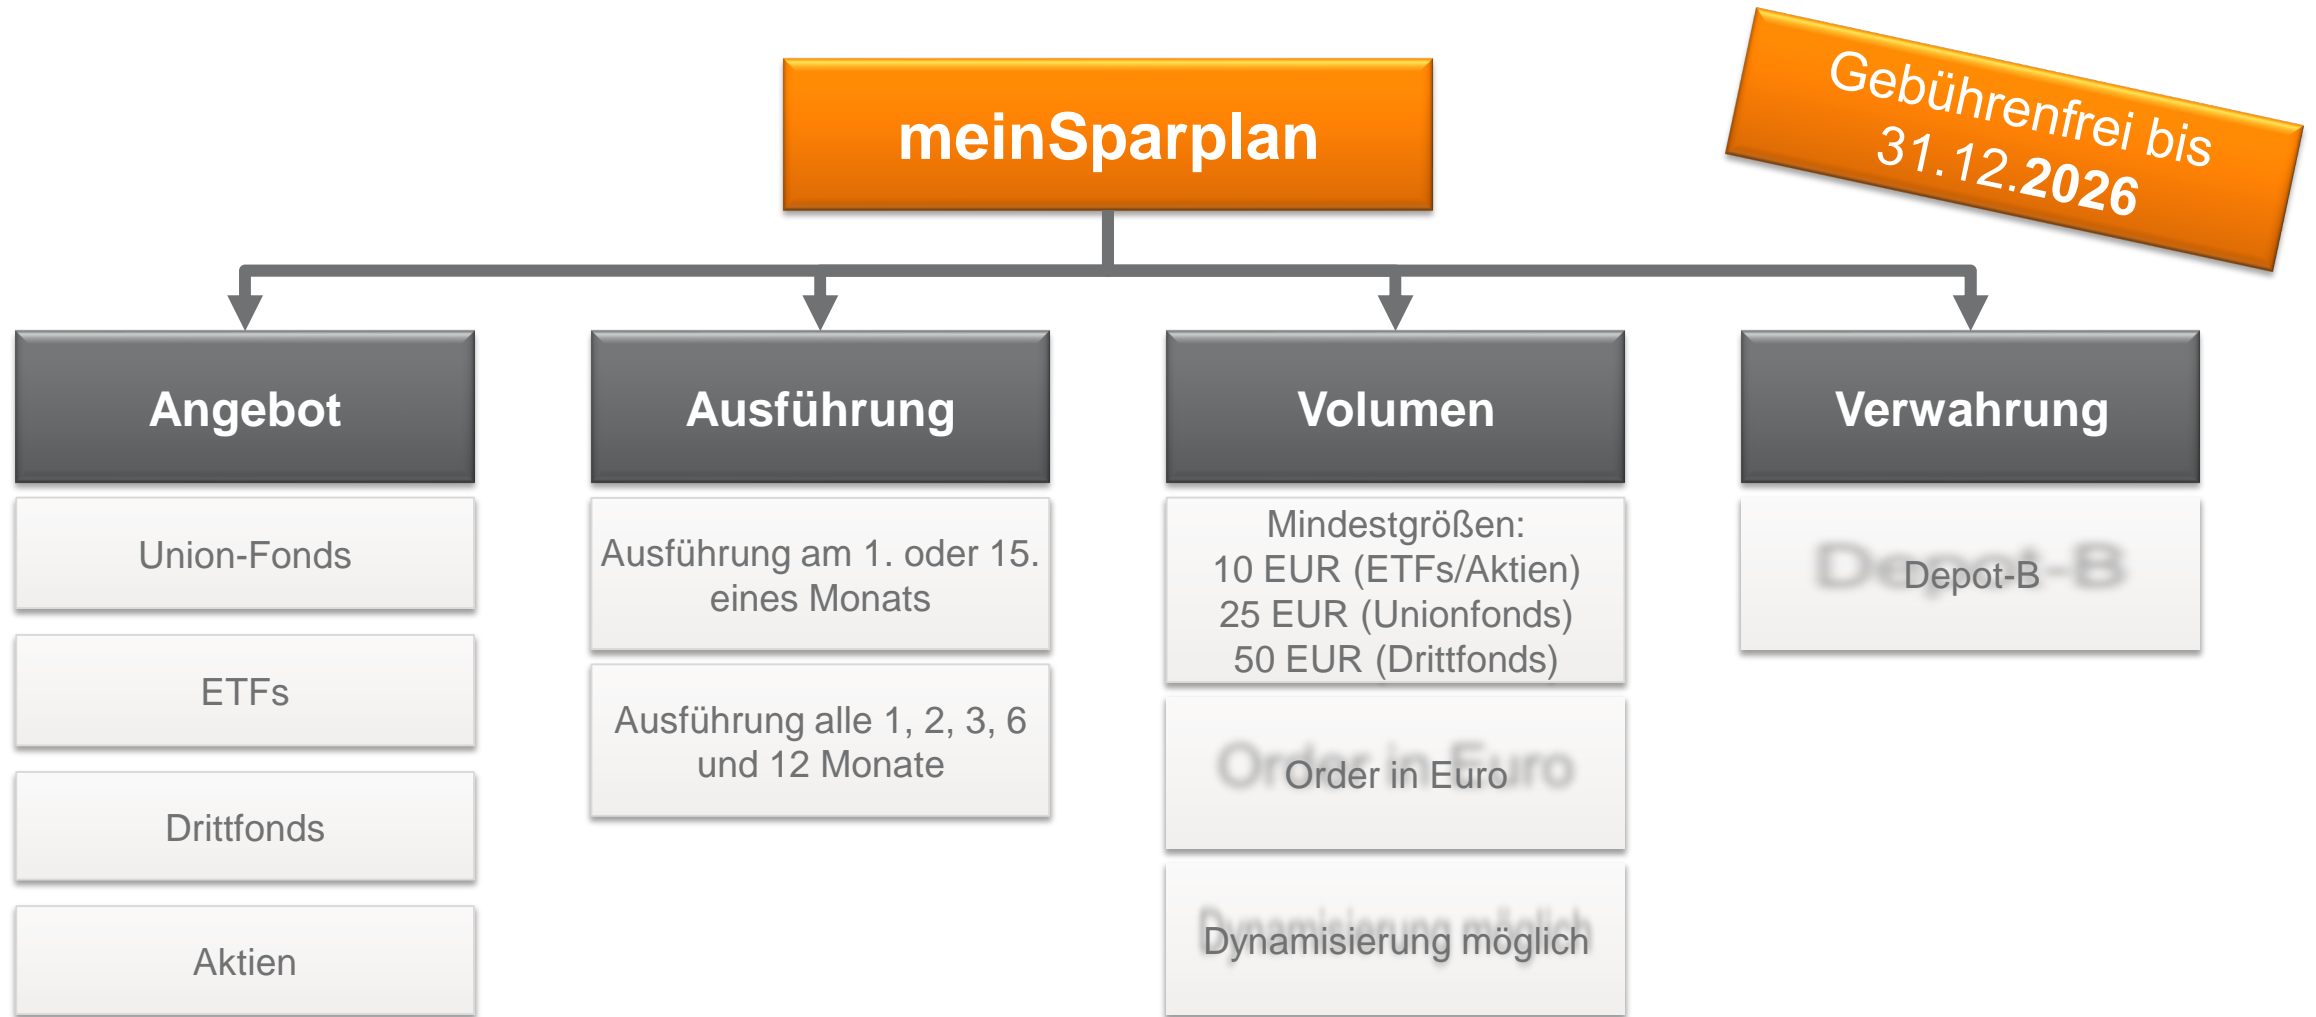 meinSparplan
Gebührenfrei bis
31.12.2026
Angebot
Union-Fonds
ETFs
Drittfonds
Aktien
Ausführung
Ausführung am 1. oder 15.
eines Monats
Ausführung alle 1, 2, 3, 6
und 12 Monate
Volumen
Mindestgrößen:
10 EUR (ETFs/Aktien)
25 EUR (Unionfonds)
50 EUR (Drittfonds)
Order in Euro
Dynamisierung möglich
Verwahrung
Depot-B